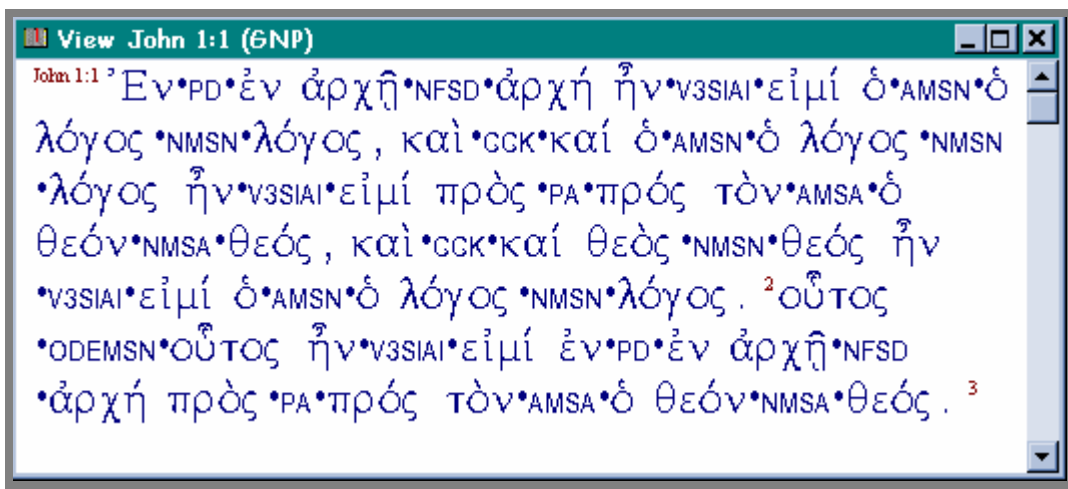 View John 1:1 (GNP)
John 1:1 ᾿Εν•PD•ἐν ἀρχῇ•NFSD•ἀρχή ἦν•V3SIAI•εἰμί ὁ•AMSN•ὁ
λόγος•NMSN•λόγος, καὶ•CCK•καί ὁ•AMSN•ὁ λόγος•NMSN
•λόγος ἦν•V3SIAI•εἰμί πρὸς•PA•πρός τὸν•AMSA•ὁ
θεόν•NMSA•θεός, καὶ•CCK•καί θεὸς•NMSN•θεός ἦν
•V3SIAI•εἰμί ὁ•AMSN•ὁ λόγος•NMSN•λόγος. 2οὗτος
•ODEMSN•οὗτος ἦν•V3SIAI•εἰμί ἐν•PD•ἐν ἀρχῇ•NFSD
•ἀρχή πρὸς•PA•πρός τὸν•AMSA•ὁ θεόν•NMSA•θεός. 3